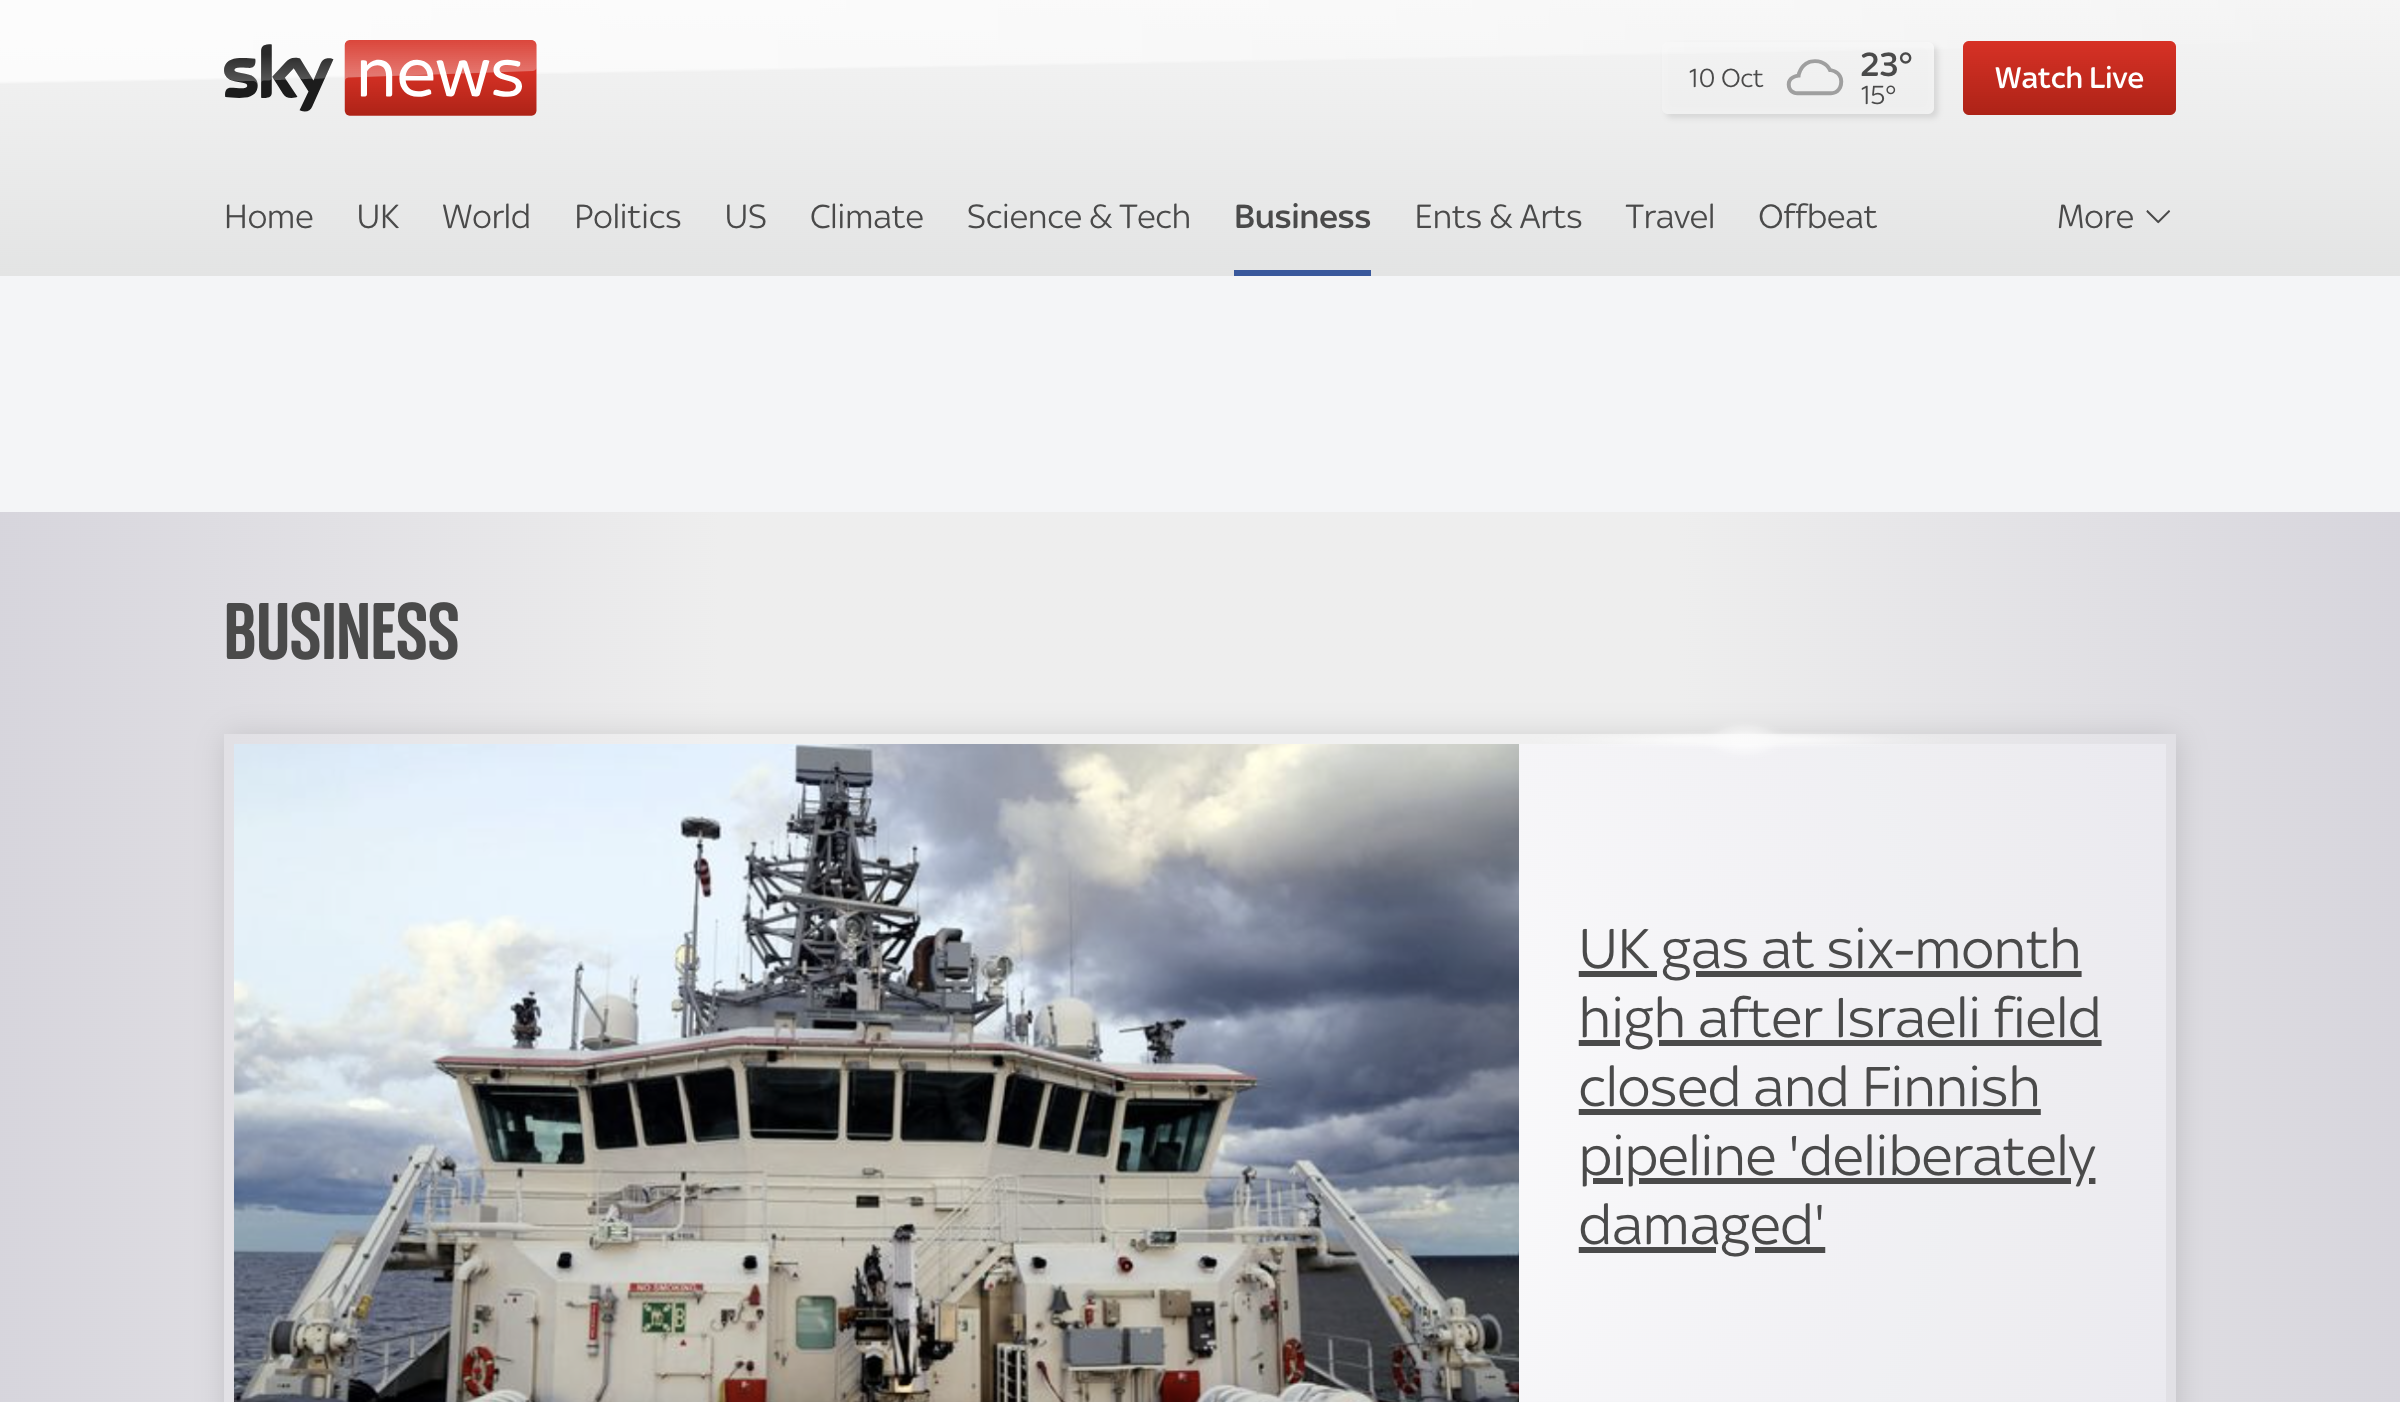 sky news
10 Oct 23°
15°
Watch Live
Home UK World Politics US Climate Science & Tech Business Ents & Arts Travel Offbeat More
BUSINESS
UK gas at six-month
high after Israeli field
closed and Finnish
pipeline 'deliberately
damaged'
NO SMOKING